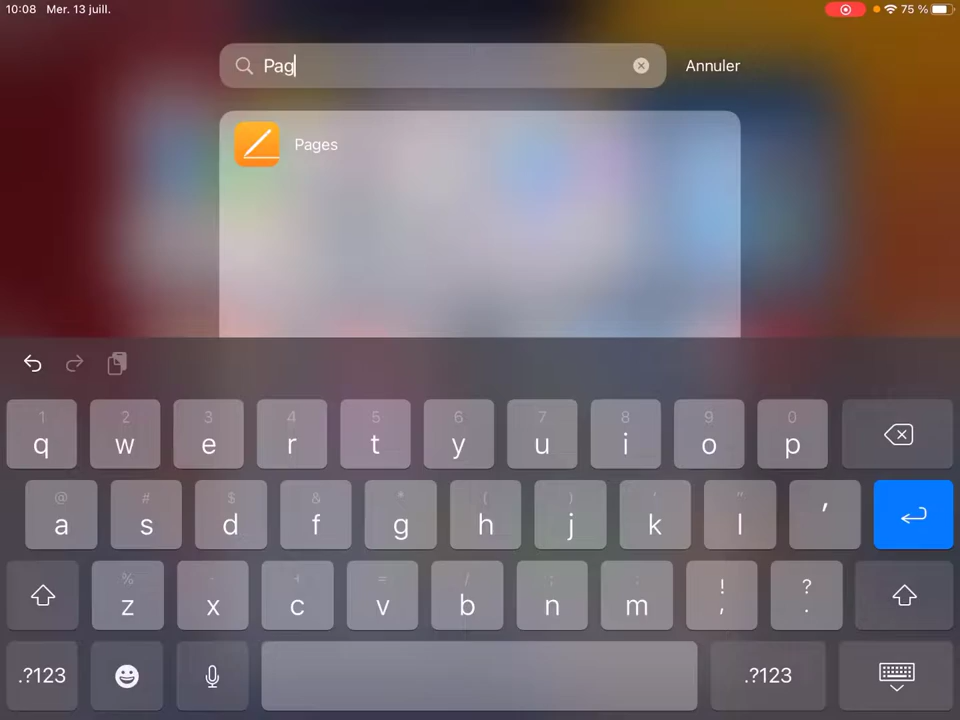 10:08 Mer. 13 juill. 75 %
Pag Annuler
Pages
1 2 3 4 5 6 7 8 9 0
q w e r t y u i o p
@ # $ & * ( ) ' "
a s d f g h j k l ,
% - + = / ; : ! ?
z x c v b n m , .
.?123 .?123